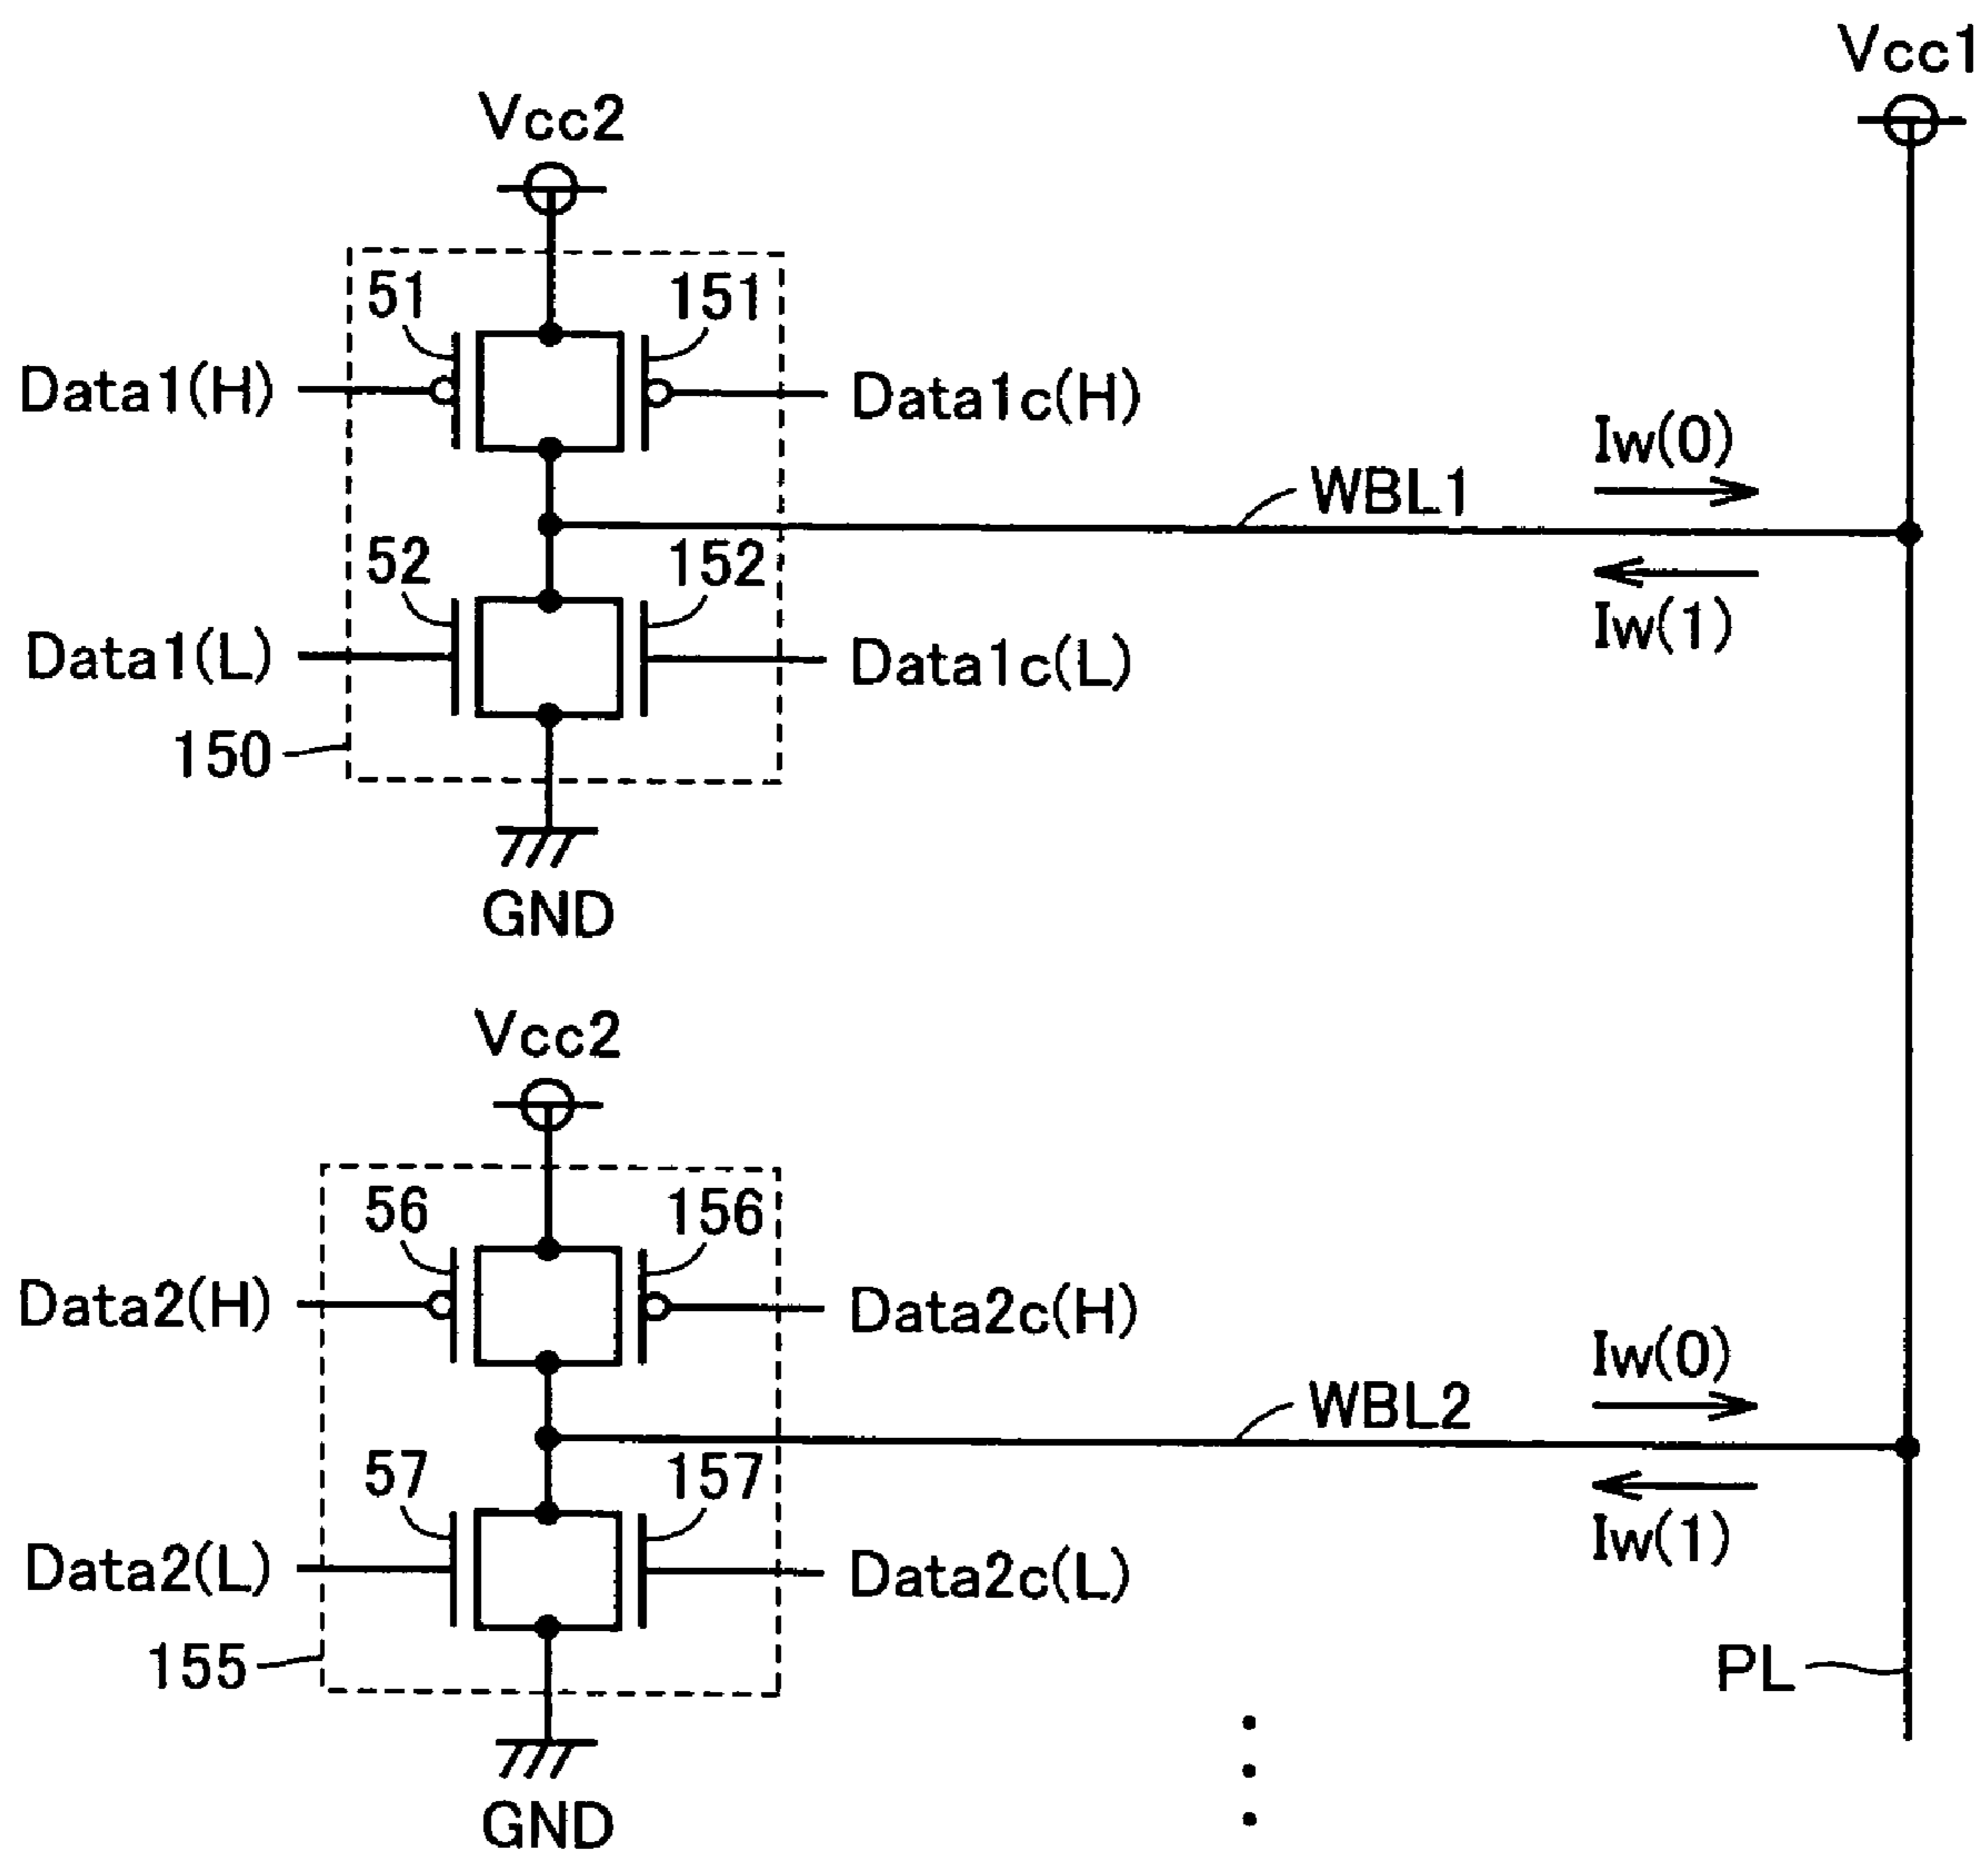 Vcc1
Vcc2
51
151
Data1(H)
Data1c(H)
Iw(0)
WBL1
52
152
Iw(1)
Data1(L)
Data1c(L)
150
GND
Vcc2
56
156
Data2(H)
Data2c(H)
Iw(0)
WBL2
57
157
Iw(1)
Data2(L)
Data2c(L)
155
PL
GND